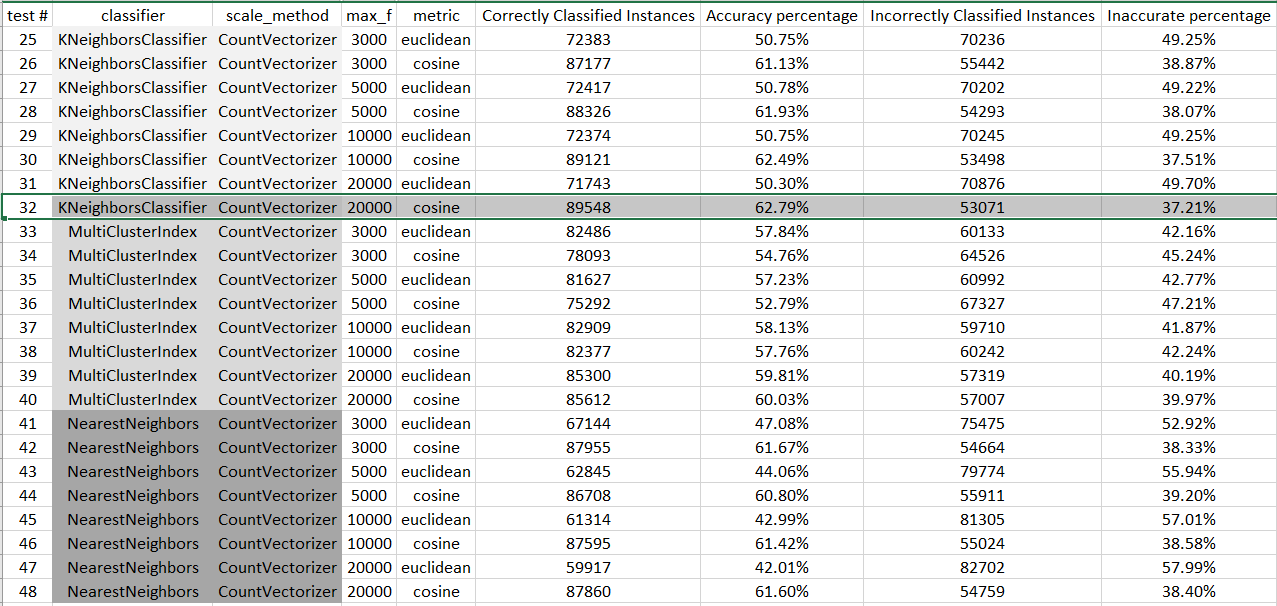 test # classifier scale_method max_f metric Correctly Classified Instances Accuracy percentage Incorrectly Classified Instances Inaccurate percentage
25 KNeighborsClassifier CountVectorizer 3000 euclidean 72383 50.75% 70236 49.25%
26 KNeighborsClassifier CountVectorizer 3000 cosine 87177 61.13% 55442 38.87%
27 KNeighborsClassifier CountVectorizer 5000 euclidean 72417 50.78% 70202 49.22%
28 KNeighborsClassifier CountVectorizer 5000 cosine 88326 61.93% 54293 38.07%
29 KNeighborsClassifier CountVectorizer 10000 euclidean 72374 50.75% 70245 49.25%
30 KNeighborsClassifier CountVectorizer 10000 cosine 89121 62.49% 53498 37.51%
31 KNeighborsClassifier CountVectorizer 20000 euclidean 71743 50.30% 70876 49.70%
32 KNeighborsClassifier CountVectorizer 20000 cosine 89548 62.79% 53071 37.21%
33 MultiClusterIndex CountVectorizer 3000 euclidean 82486 57.84% 60133 42.16%
34 MultiClusterIndex CountVectorizer 3000 cosine 78093 54.76% 64526 45.24%
35 MultiClusterIndex CountVectorizer 5000 euclidean 81627 57.23% 60992 42.77%
36 MultiClusterIndex CountVectorizer 5000 cosine 75292 52.79% 67327 47.21%
37 MultiClusterIndex CountVectorizer 10000 euclidean 82909 58.13% 59710 41.87%
38 MultiClusterIndex CountVectorizer 10000 cosine 82377 57.76% 60242 42.24%
39 MultiClusterIndex CountVectorizer 20000 euclidean 85300 59.81% 57319 40.19%
40 MultiClusterIndex CountVectorizer 20000 cosine 85612 60.03% 57007 39.97%
41 NearestNeighbors CountVectorizer 3000 euclidean 67144 47.08% 75475 52.92%
42 NearestNeighbors CountVectorizer 3000 cosine 87955 61.67% 54664 38.33%
43 NearestNeighbors CountVectorizer 5000 euclidean 62845 44.06% 79774 55.94%
44 NearestNeighbors CountVectorizer 5000 cosine 86708 60.80% 55911 39.20%
45 NearestNeighbors CountVectorizer 10000 euclidean 61314 42.99% 81305 57.01%
46 NearestNeighbors CountVectorizer 10000 cosine 87595 61.42% 55024 38.58%
47 NearestNeighbors CountVectorizer 20000 euclidean 59917 42.01% 82702 57.99%
48 NearestNeighbors CountVectorizer 20000 cosine 87860 61.60% 54759 38.40%